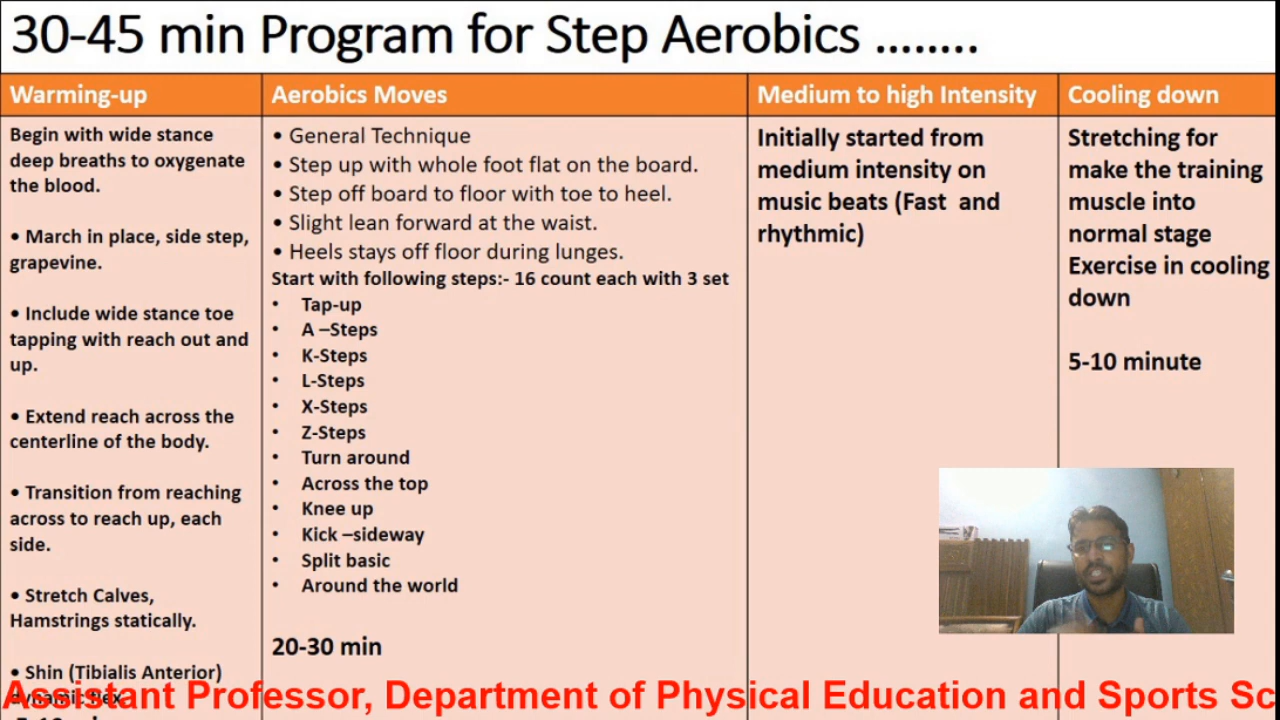 30-45 min Program for Step Aerobics ........
Warming-up
Begin with wide stance
deep breaths to oxygenate
the blood.
• March in place, side step,
grapevine.
• Include wide stance toe
tapping with reach out and
up.
• Extend reach across the
centerline of the body.
• Transition from reaching
across to reach up, each
side.
• Stretch Calves,
Hamstrings statically.
• Shin (Tibialis Anterior)
Aerobics Moves
• General Technique
• Step up with whole foot flat on the board.
• Step off board to floor with toe to heel.
• Slight lean forward at the waist.
• Heels stays off floor during lunges.
Start with following steps:- 16 count each with 3 set
• Tap-up
• A –Steps
• K-Steps
• L-Steps
• X-Steps
• Z-Steps
• Turn around
• Across the top
• Knee up
• Kick –sideway
• Split basic
• Around the world
20-30 min
Medium to high Intensity
Initially started from
medium intensity on
music beats (Fast and
rhythmic)
Cooling down
Stretching for
make the training
muscle into
normal stage
Exercise in cooling
down
5-10 minute
Assistant Professor, Department of Physical Education and Sports Sc